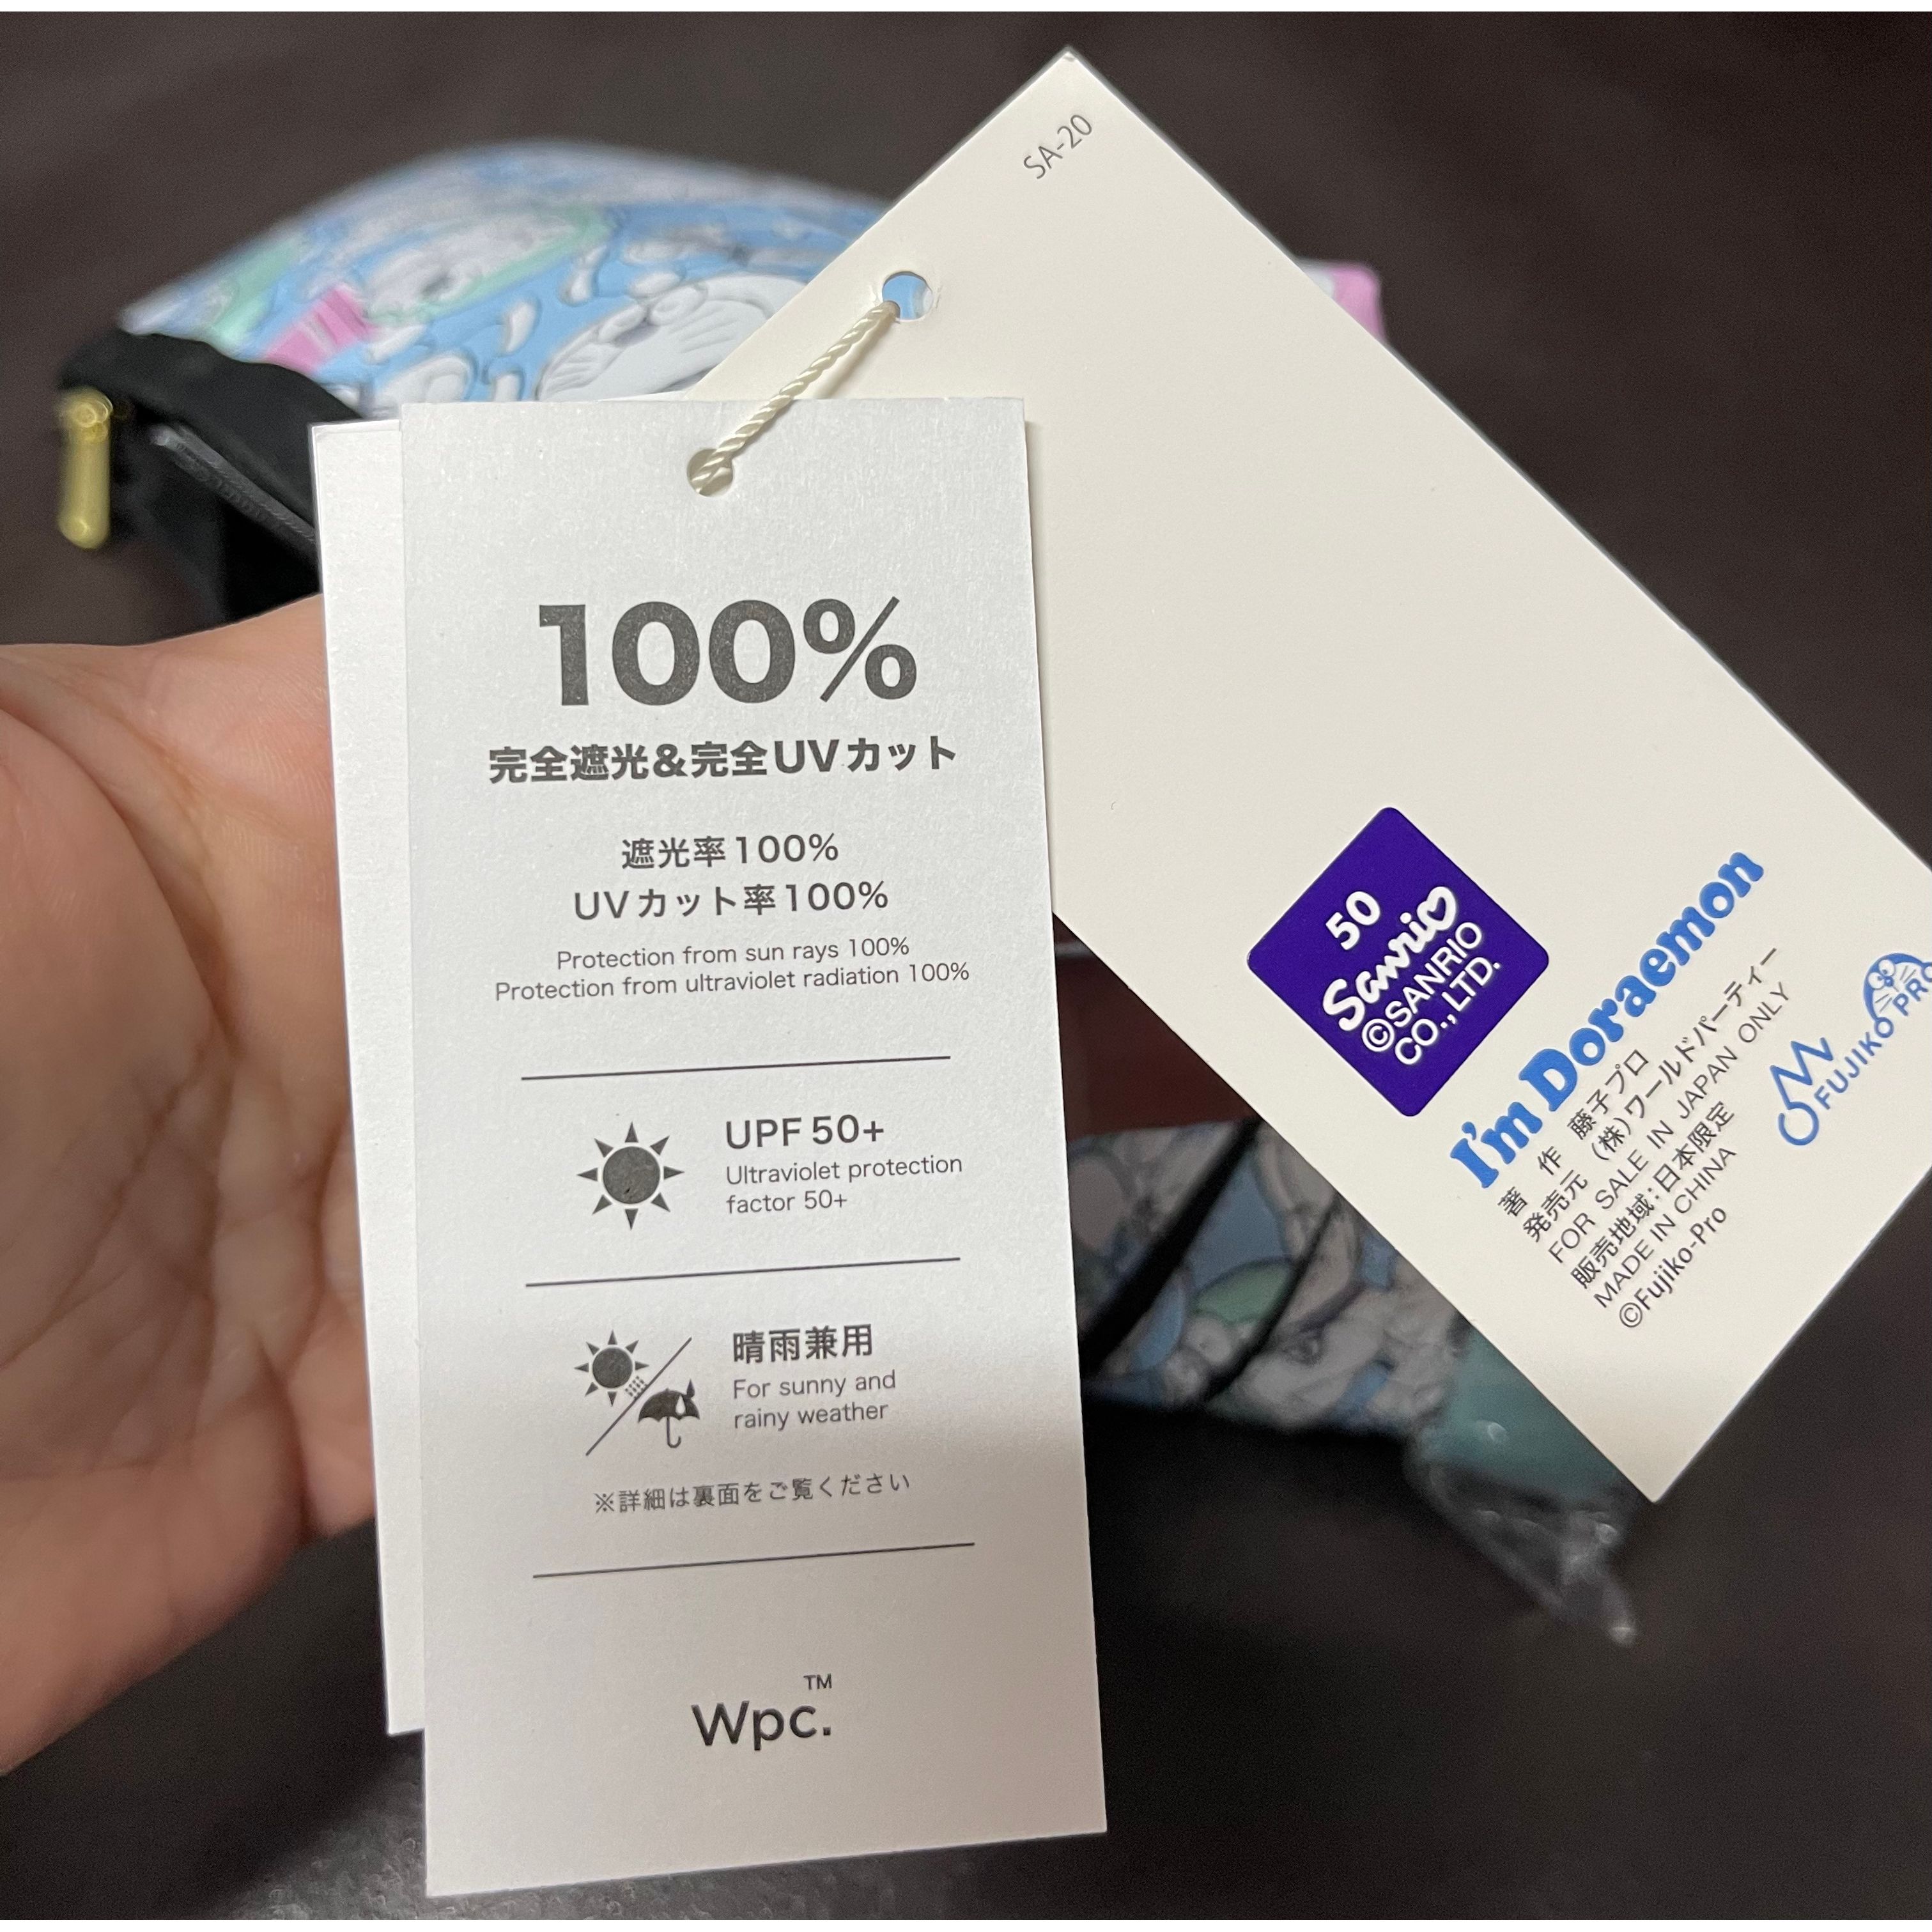 100%
完全遮光&完全UVカット
遮光率100%
UVカット率100%
Protection from sun rays 100%
Protection from ultraviolet radiation 100%
UPF 50+
Ultraviolet protection
factor 50+
晴雨兼用
For sunny and
rainy weather
※詳細は裏面をご覧ください
Wpc.™
SA-20
50
Sanrio
©SANRIO
CO.,LTD.
I'm Doraemon
著 作 藤子プロ
発売元 (株)ワールドパーティー
FOR SALE IN JAPAN ONLY
販売地域:日本限定
MADE IN CHINA
©Fujiko-Pro
FUJIKO PRO